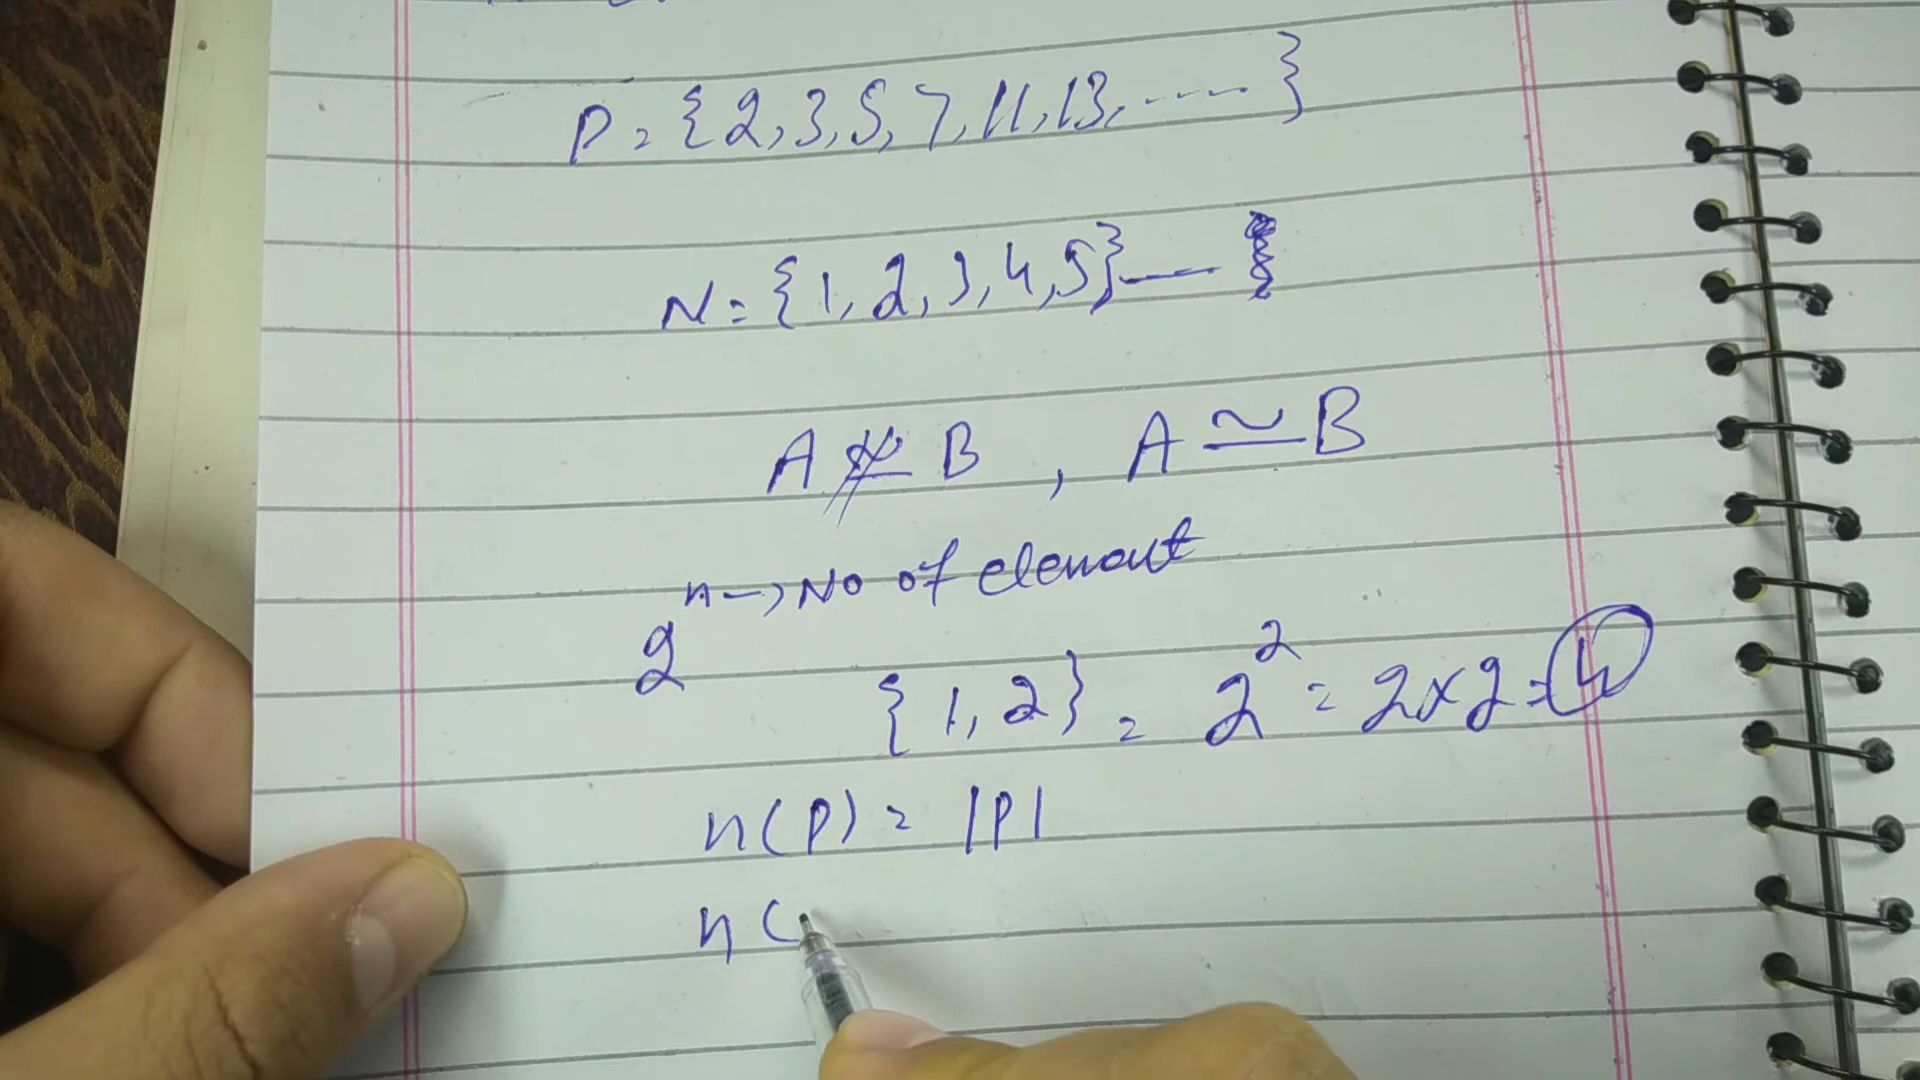 P = {2, 3, 5, 7, 11, 13, ----- }
N = {1, 2, 3, 4, 5} ---
A ≄ B , A ≃ B
2ⁿ → No of element
{1, 2} = 2² = 2×2 = 4
n(P) = |P|
n (